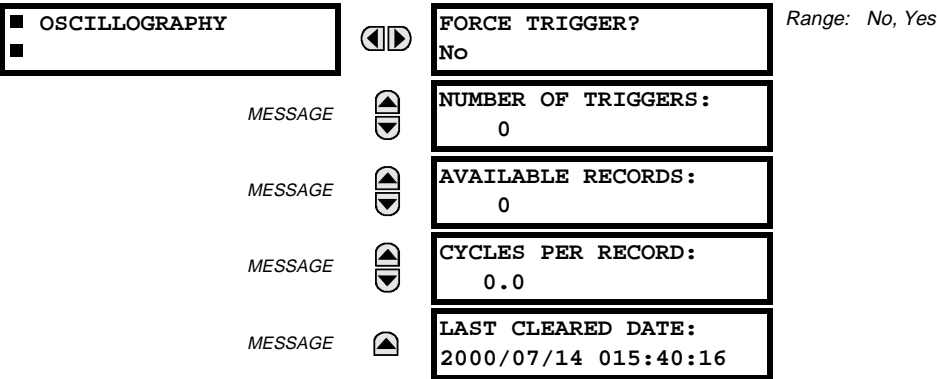 ■ OSCILLOGRAPHY
■
FORCE TRIGGER?
No
Range: No, Yes
MESSAGE
NUMBER OF TRIGGERS:
0
MESSAGE
AVAILABLE RECORDS:
0
MESSAGE
CYCLES PER RECORD:
0.0
MESSAGE
LAST CLEARED DATE:
2000/07/14 015:40:16